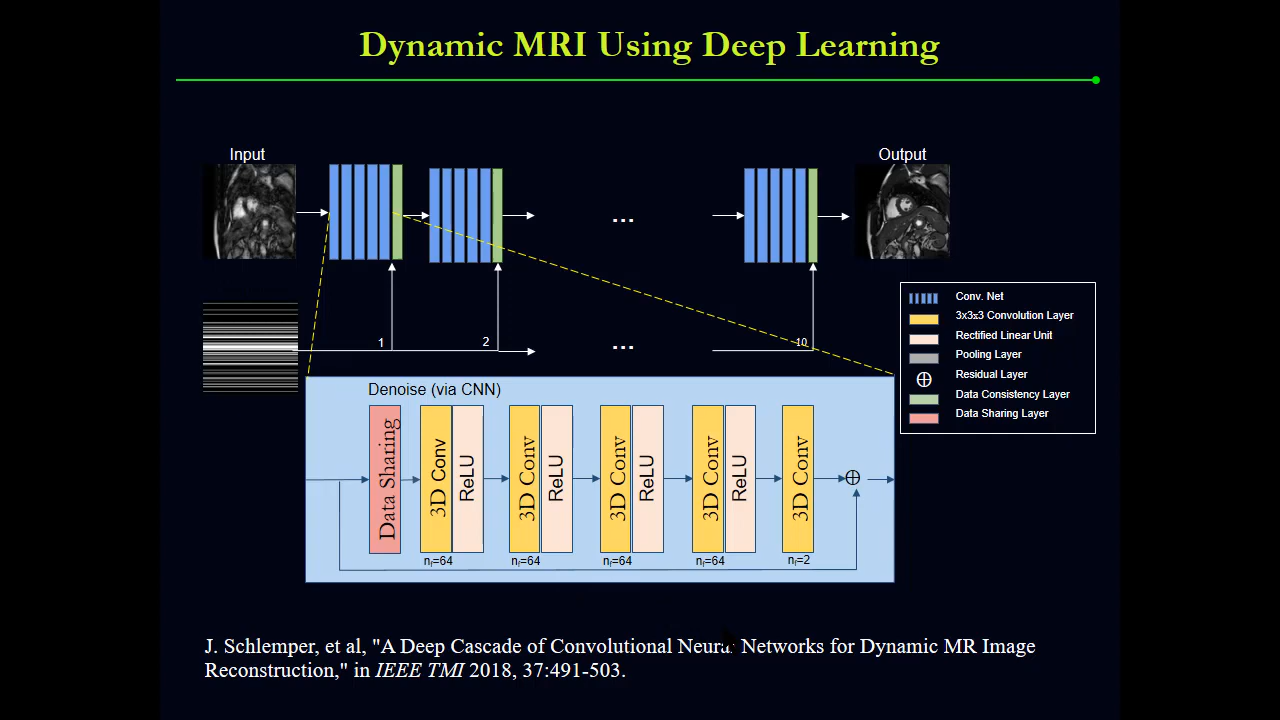 Dynamic MRI Using Deep Learning
Input
Output
...
1
2
...
10
Conv. Net
3x3x3 Convolution Layer
Rectified Linear Unit
Pooling Layer
Residual Layer
Data Consistency Layer
Data Sharing Layer
Denoise (via CNN)
Data Sharing
3D Conv
ReLU
3D Conv
ReLU
3D Conv
ReLU
3D Conv
ReLU
3D Conv
nf=64
nf=64
nf=64
nf=64
nf=2
J. Schlemper, et al, "A Deep Cascade of Convolutional Neural Networks for Dynamic MR Image
Reconstruction," in IEEE TMI 2018, 37:491-503.